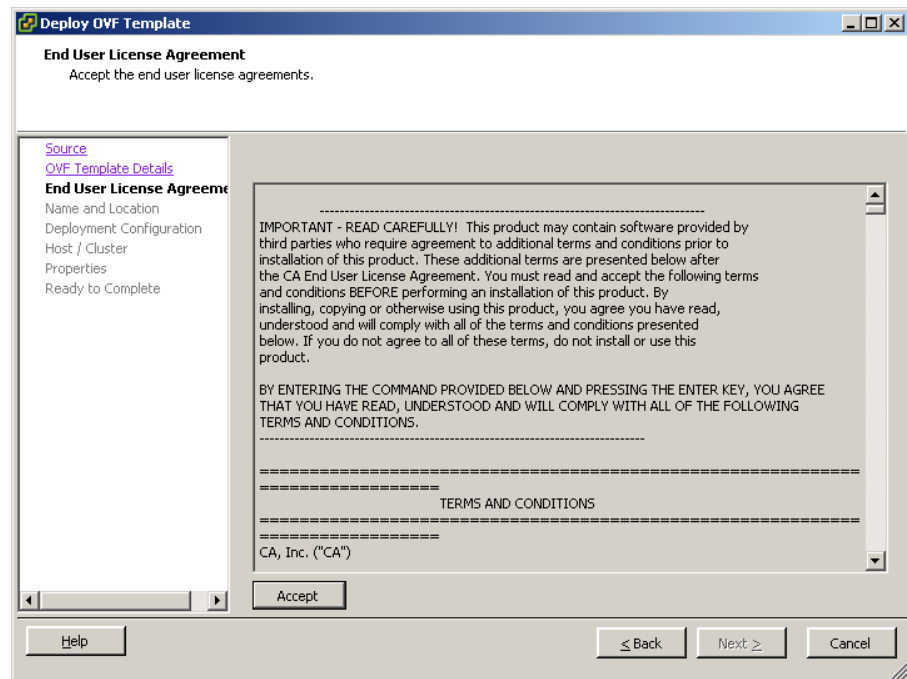 Deploy OVF Template
End User License Agreement
Accept the end user license agreements.
Source
OVF Template Details
End User License Agreeme
Name and Location
Deployment Configuration
Host / Cluster
Properties
Ready to Complete
--------------------------------------------------------------------------------
IMPORTANT - READ CAREFULLY! This product may contain software provided by
third parties who require agreement to additional terms and conditions prior to
installation of this product. These additional terms are presented below after
the CA End User License Agreement. You must read and accept the following terms
and conditions BEFORE performing an installation of this product. By
installing, copying or otherwise using this product, you agree you have read,
understood and will comply with all of the terms and conditions presented
below. If you do not agree to all of these terms, do not install or use this
product.
BY ENTERING THE COMMAND PROVIDED BELOW AND PRESSING THE ENTER KEY, YOU AGREE
THAT YOU HAVE READ, UNDERSTOOD AND WILL COMPLY WITH ALL OF THE FOLLOWING
TERMS AND CONDITIONS.
--------------------------------------------------------------------------------
============================================================
==================
TERMS AND CONDITIONS
============================================================
==================
CA, Inc. ("CA")
Accept
Help
≤ Back
Next ≥
Cancel